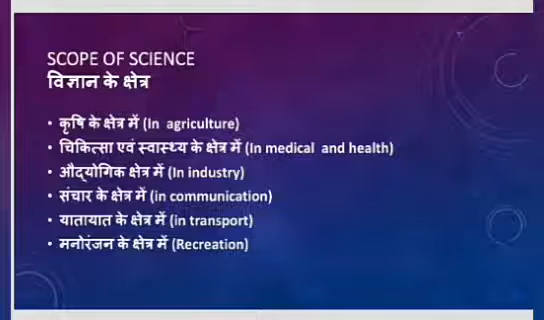 SCOPE OF SCIENCE
विज्ञान के क्षेत्र
• कृषि के क्षेत्र में (In agriculture)
• चिकित्सा एवं स्वास्थ्य के क्षेत्र में (In medical and health)
• औद्योगिक क्षेत्र में (In industry)
• संचार के क्षेत्र में (in communication)
• यातायात के क्षेत्र में (in transport)
• मनोरंजन के क्षेत्र में (Recreation)